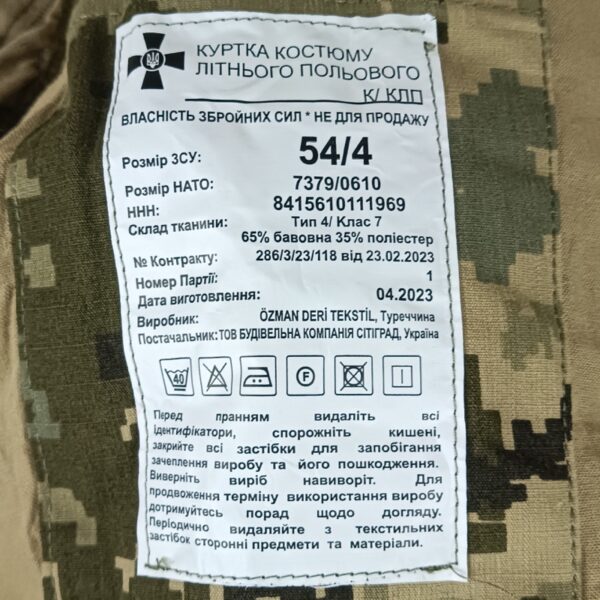 КУРТКА КОСТЮМУ
ЛІТНЬОГО ПОЛЬОВОГО
К/ КЛП
ВЛАСНІСТЬ ЗБРОЙНИХ СИЛ * НЕ ДЛЯ ПРОДАЖУ
Розмір ЗСУ: 54/4
Розмір НАТО: 7379/0610
ННН: 8415610111969
Склад тканини: Тип 4/ Клас 7
65% бавовна 35% поліестер
№ Контракту: 286/3/23/118 від 23.02.2023
Номер Партії: 1
Дата виготовлення: 04.2023
Виробник: ÖZMAN DERİ TEKSTİL, Туреччина
Постачальник: ТОВ БУДІВЕЛЬНА КОМПАНІЯ СІТІГРАД, Україна
40 F
Перед пранням видаліть всі
ідентифікатори, спорожніть кишені,
закрийте всі застібки для запобігання
зачеплення виробу та його пошкодження.
Виверніть виріб навиворіт. Для
продвоження терміну використання виробу
дотримуйтесь порад щодо догляду.
Періодично видаляйте з текстильних
застібок сторонні предмети та матеріали.